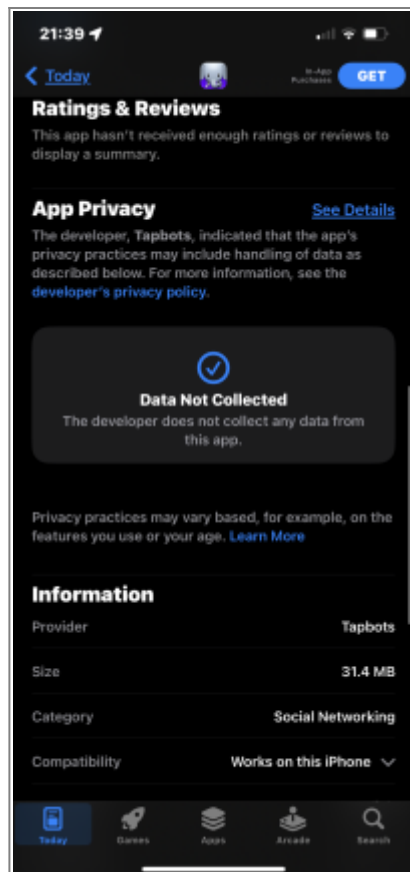 21:39
Today
In-App
Purchases
GET
Ratings & Reviews
This app hasn't received enough ratings or reviews to
display a summary.
App Privacy
See Details
The developer, Tapbots, indicated that the app's
privacy practices may include handling of data as
described below. For more information, see the
developer's privacy policy.
Data Not Collected
The developer does not collect any data from
this app.
Privacy practices may vary based, for example, on the
features you use or your age. Learn More
Information
Provider Tapbots
Size 31.4 MB
Category Social Networking
Compatibility Works on this iPhone
Today Games Apps Arcade Search